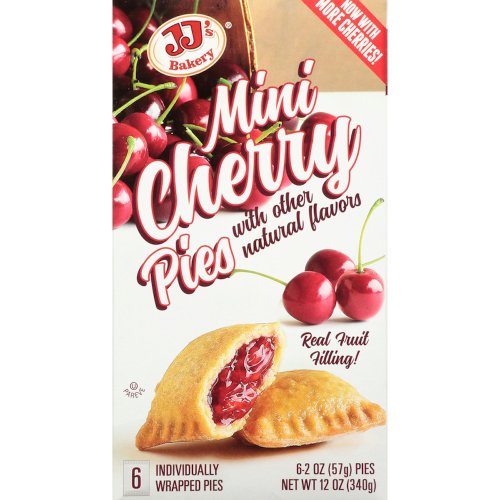 JJ's
Bakery
NOW WITH
MORE CHERRIES!
Mini
Cherry
Pies
with other
natural flavors
Real Fruit
Filling!
U
PAREVE
6
INDIVIDUALLY
WRAPPED PIES
6-2 OZ (57g) PIES
NET WT 12 OZ (340g)